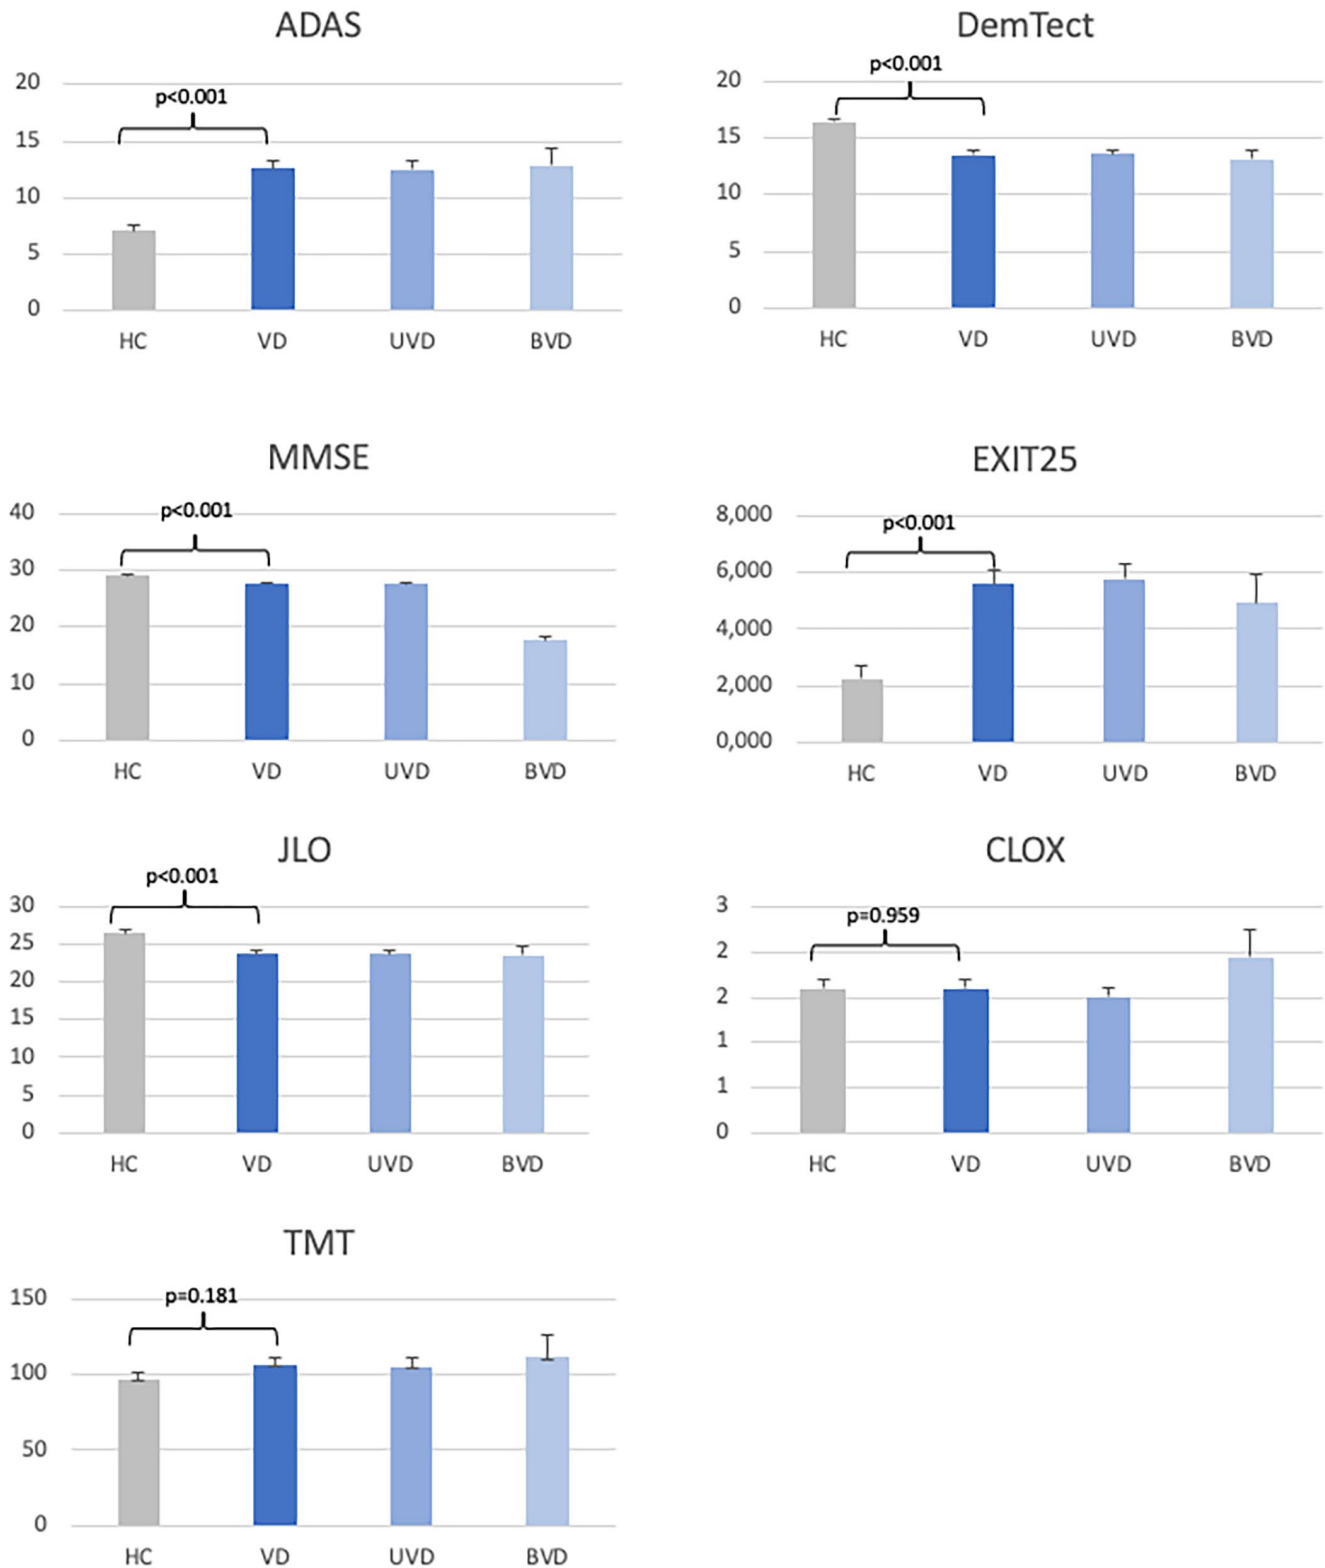 ADAS
20
p<0.001
15
10
5
0
HC VD UVD BVD
DemTect
p<0.001
20
15
10
5
0
HC VD UVD BVD
MMSE
40
p<0.001
30
20
10
0
HC VD UVD BVD
EXIT25
8,000
p<0.001
6,000
4,000
2,000
0,000
HC VD UVD BVD
JLO
p<0.001
30
25
20
15
10
5
0
HC VD UVD BVD
CLOX
3
p=0.959
2
2
1
1
0
HC VD UVD BVD
TMT
150
p=0.181
100
50
0
HC VD UVD BVD